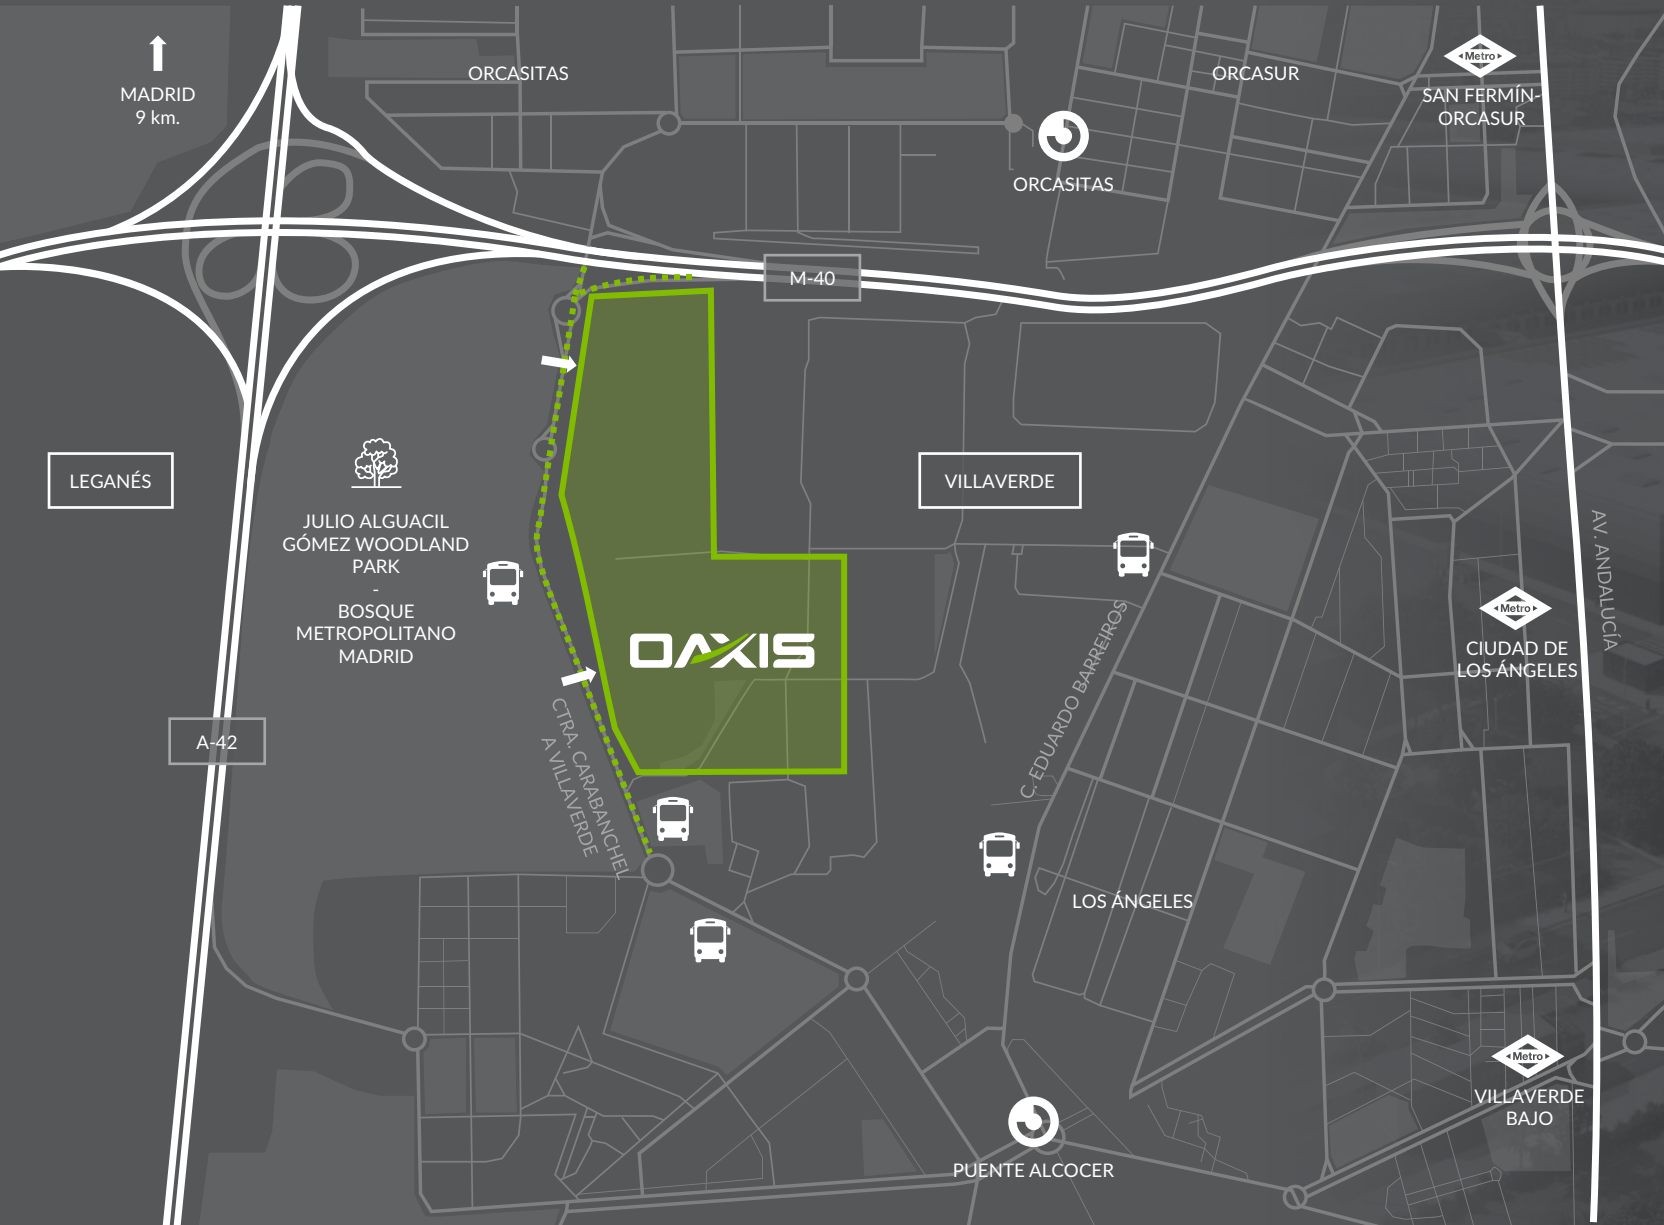 MADRID
9 km.
ORCASITAS
ORCASUR
Metro
SAN FERMÍN-
ORCASUR
ORCASITAS
M-40
LEGANÉS
VILLAVERDE
JULIO ALGUACIL
GÓMEZ WOODLAND
PARK
-
BOSQUE
METROPOLITANO
MADRID
AV. ANDALUCÍA
Metro
CIUDAD DE
LOS ÁNGELES
OAXIS
C. EDUARDO BARREIROS
A-42
CTRA. CARABANCHEL
A VILLAVERDE
LOS ÁNGELES
Metro
VILLAVERDE
BAJO
PUENTE ALCOCER